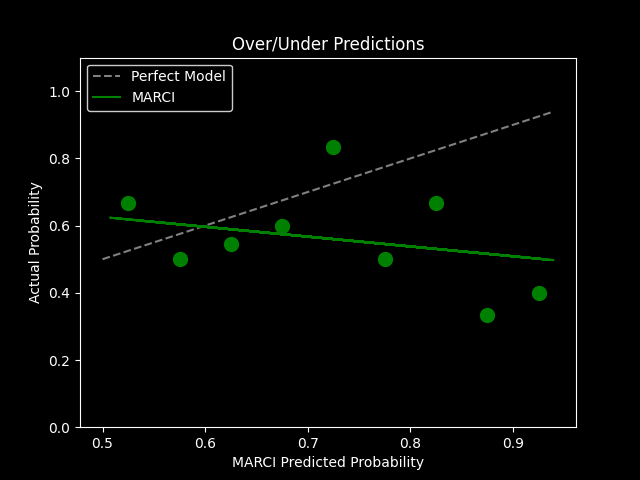 Over/Under Predictions
Perfect Model
MARCI
1.0
0.8
0.6
0.4
0.2
0.0
Actual Probability
0.5 0.6 0.7 0.8 0.9
MARCI Predicted Probability